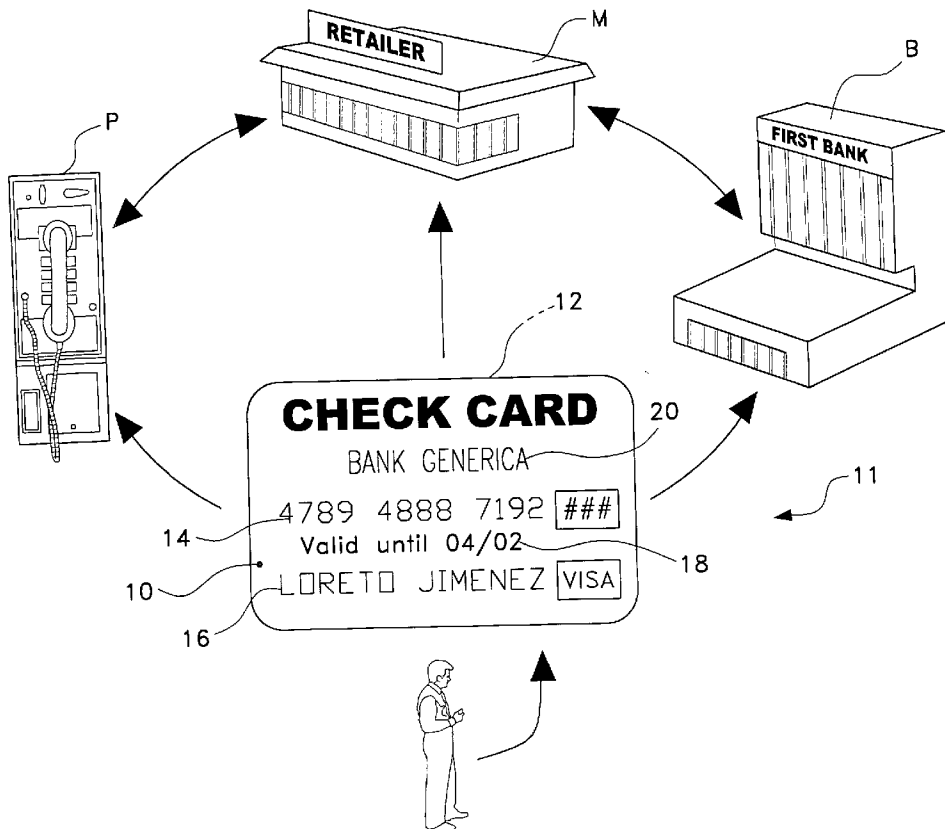 M
RETAILER
B
P
FIRST BANK
12
CHECK CARD
20
BANK GENERICA
4789 4888 7192 ###
11
14
Valid until 04/02
18
10
LORETO JIMENEZ VISA
16